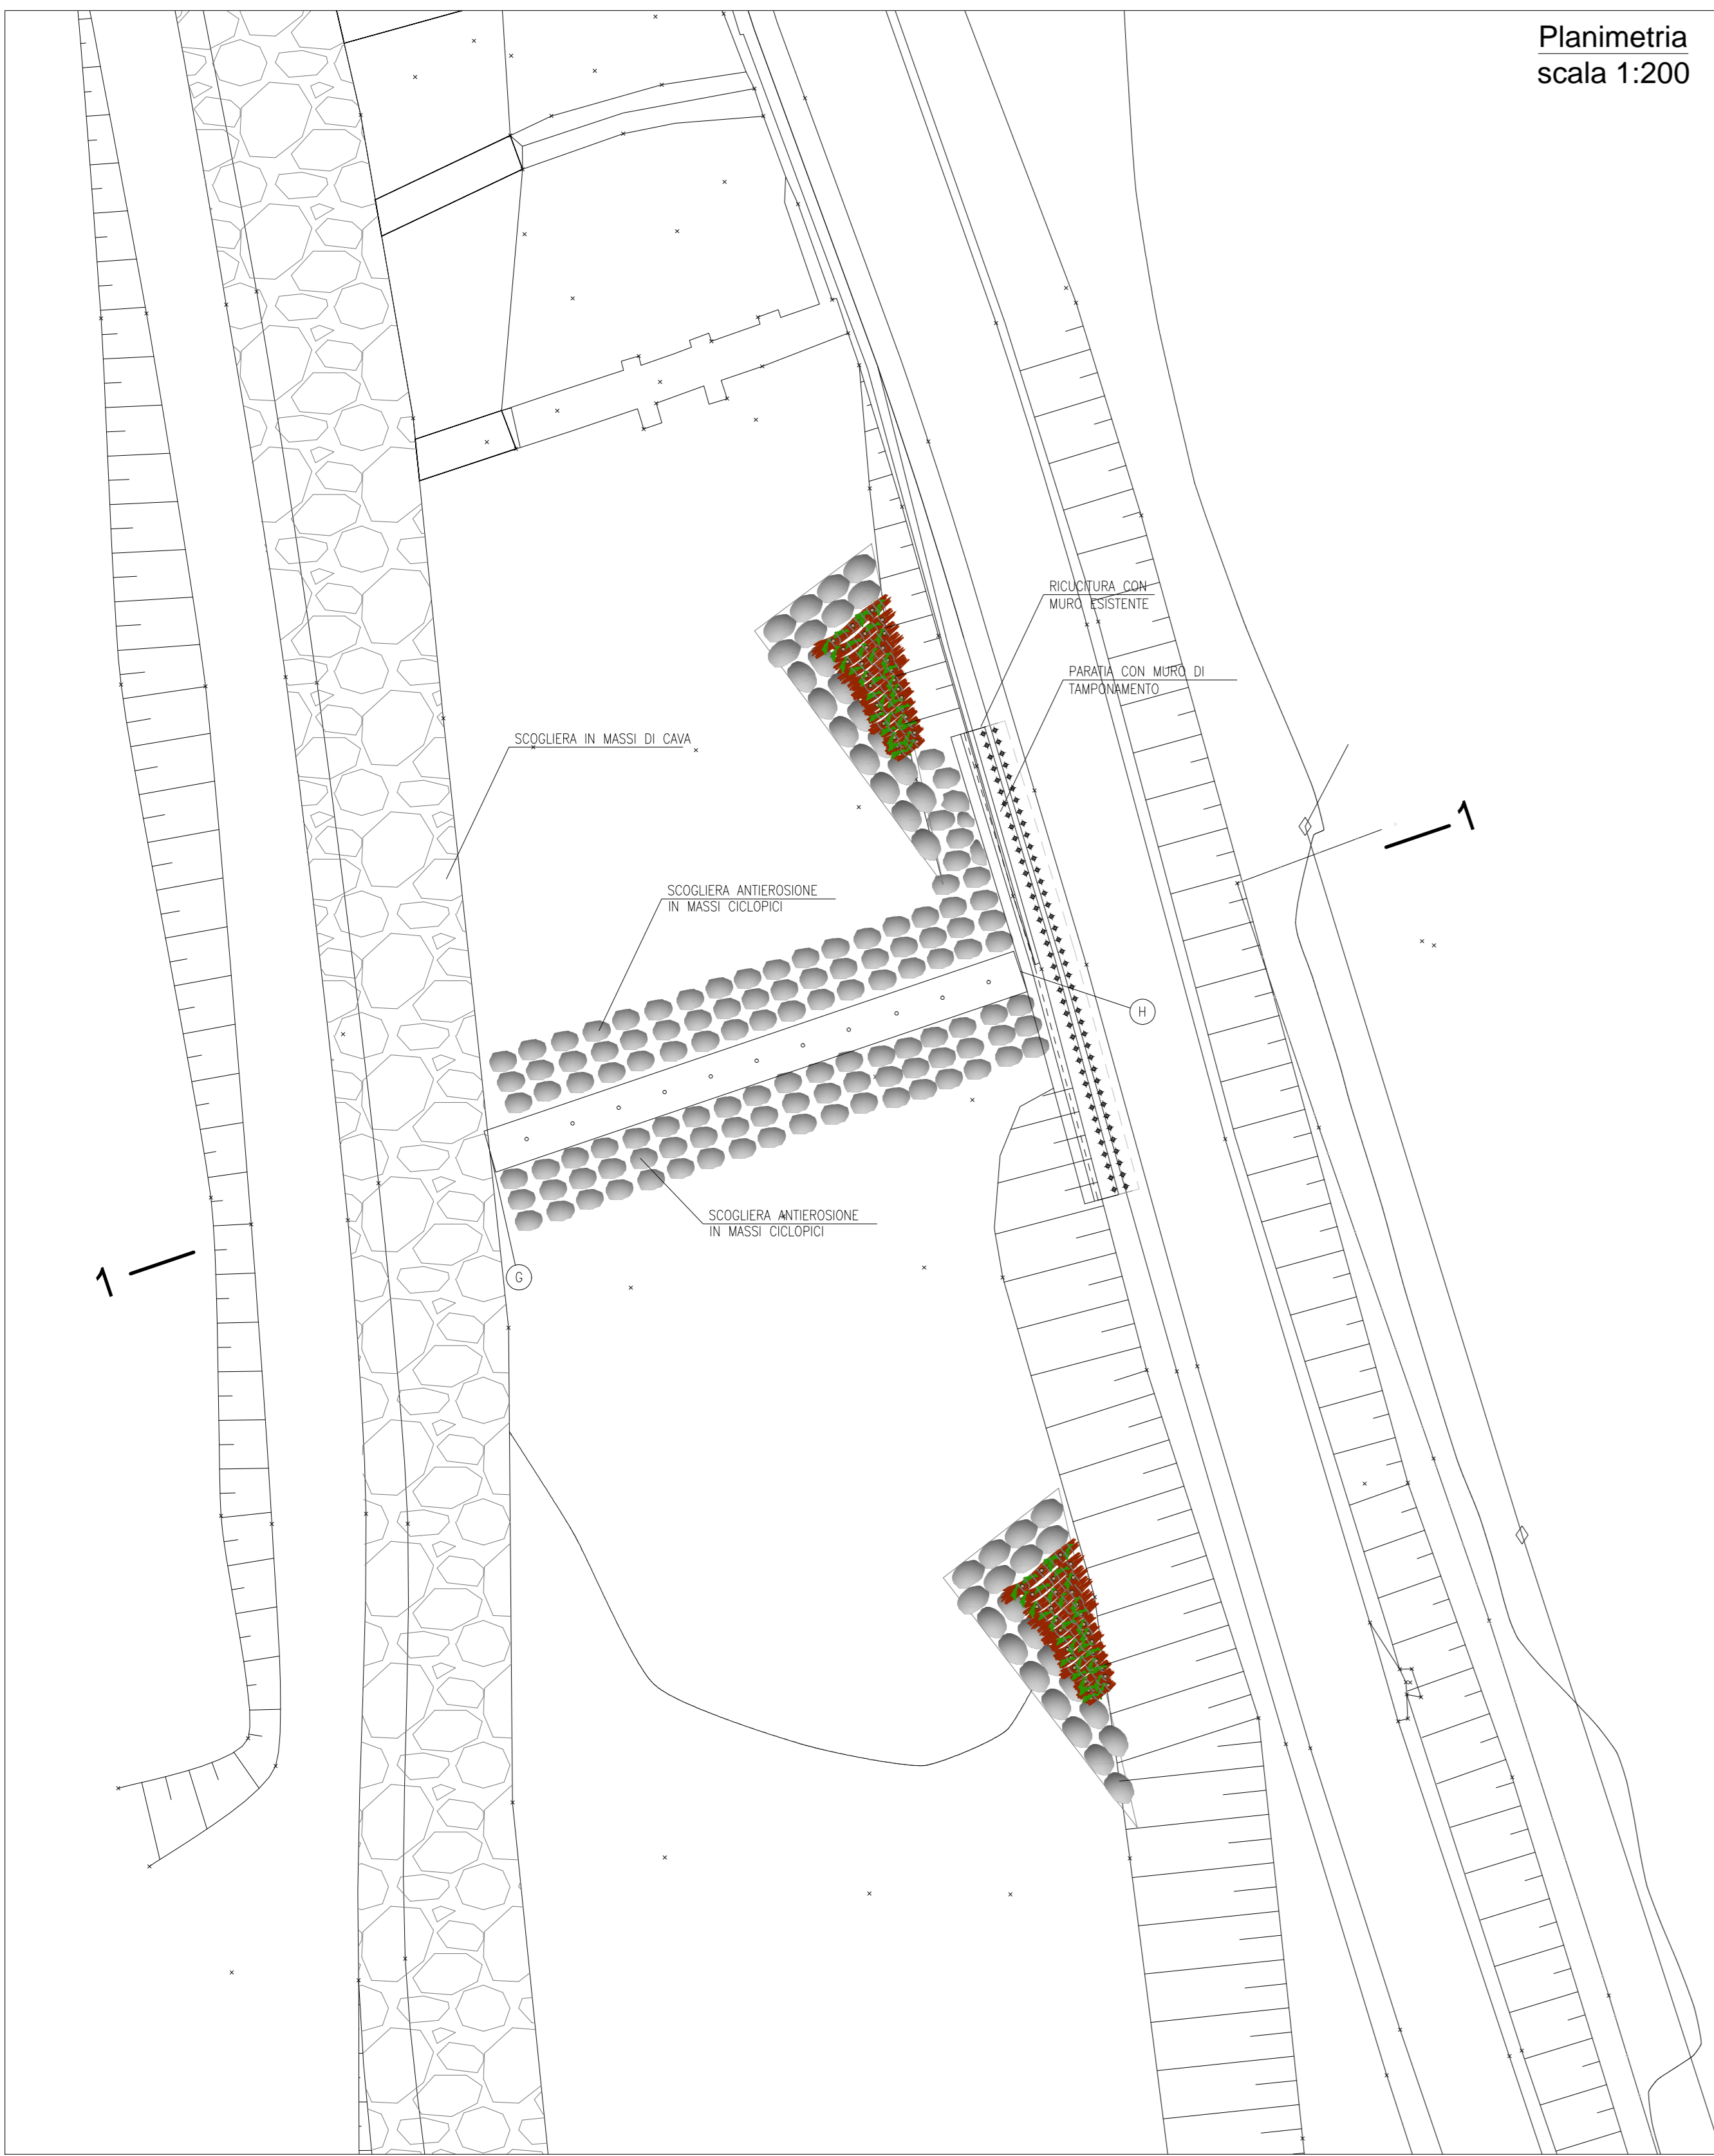 Planimetria
scala 1:200
RICUCITURA CON
MURO ESISTENTE
PARATIA CON MURO DI
TAMPONAMENTO
SCOGLIERA IN MASSI DI CAVA
1
SCOGLIERA ANTIEROSIONE
IN MASSI CICLOPICI
H
SCOGLIERA ANTIEROSIONE
IN MASSI CICLOPICI
1
G